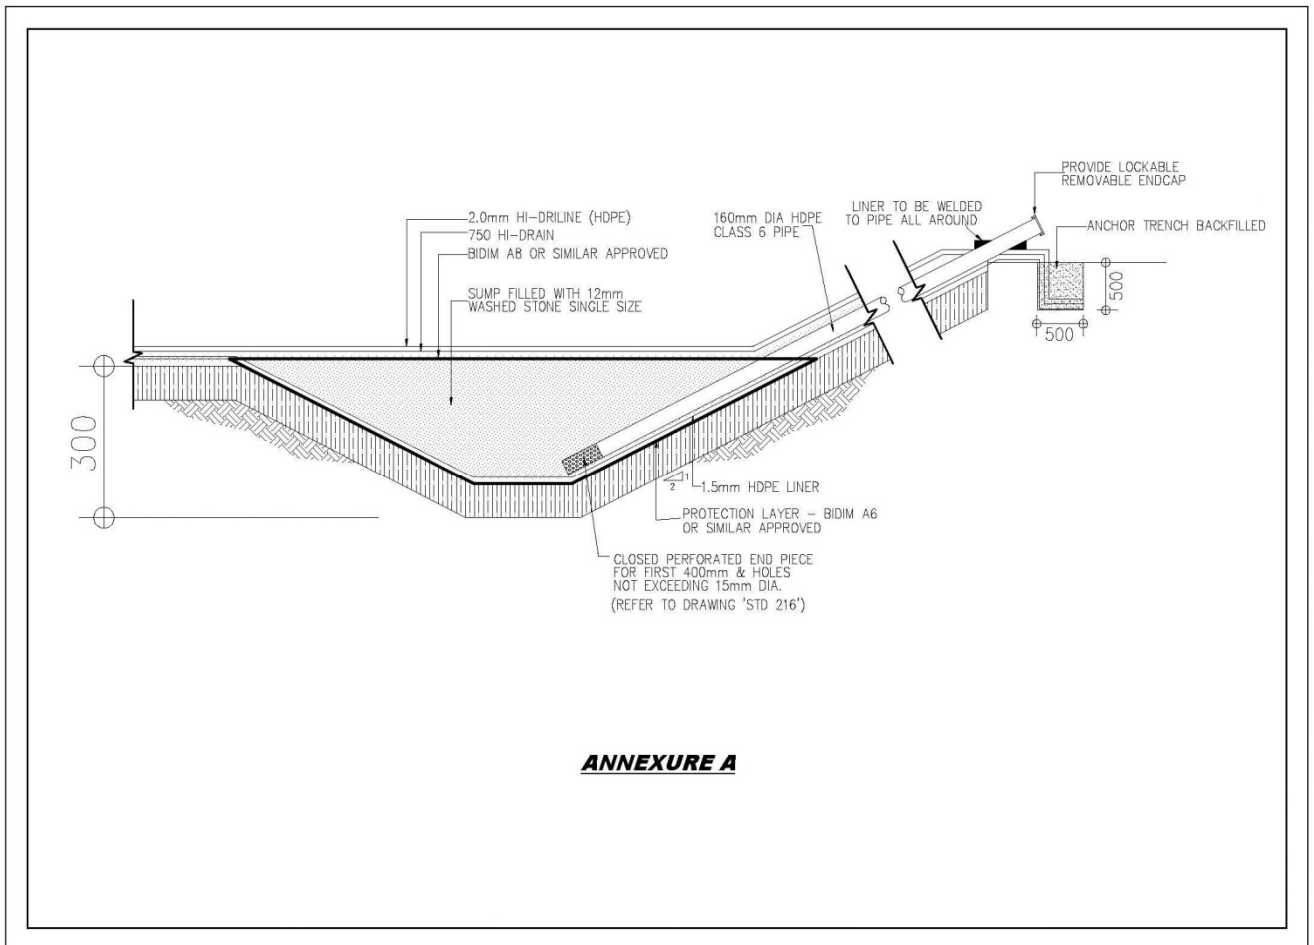 PROVIDE LOCKABLE
REMOVABLE ENDCAP
LINER TO BE WELDED
TO PIPE ALL AROUND
2.0mm HI-DRILINE (HDPE)
750 HI-DRAIN
BIDIM A8 OR SIMILAR APPROVED
160mm DIA HDPE
CLASS 6 PIPE
ANCHOR TRENCH BACKFILLED
SUMP FILLED WITH 12mm
WASHED STONE SINGLE SIZE
500
500
300
1
2
1.5mm HDPE LINER
PROTECTION LAYER - BIDIM A6
OR SIMILAR APPROVED
CLOSED PERFORATED END PIECE
FOR FIRST 400mm & HOLES
NOT EXCEEDING 15mm DIA.
(REFER TO DRAWING 'STD 216')
ANNEXURE A